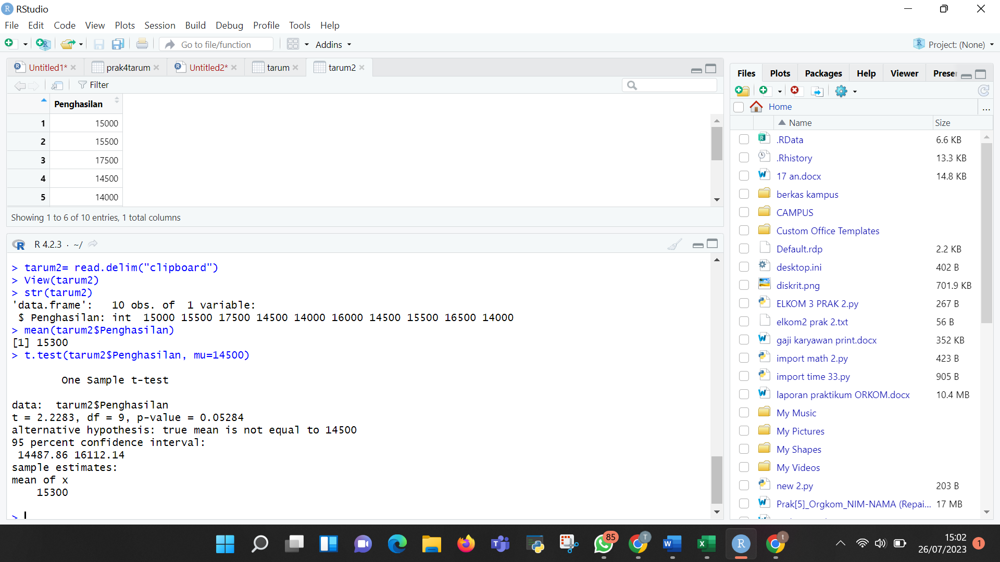 RStudio
File Edit Code View Plots Session Build Debug Profile Tools Help
Go to file/function Addins Project: (None)
Untitled1* prak4tarum Untitled2* tarum tarum2
Filter
Penghasilan
1 15000
2 15500
3 17500
4 14500
5 14000
Showing 1 to 6 of 10 entries, 1 total columns
R 4.2.3 · ~/
> tarum2= read.delim("clipboard")
> View(tarum2)
> str(tarum2)
'data.frame': 10 obs. of 1 variable:
$ Penghasilan: int 15000 15500 17500 14500 14000 16000 14500 15500 16500 14000
> mean(tarum2$Penghasilan)
[1] 15300
> t.test(tarum2$Penghasilan, mu=14500)
One Sample t-test
data: tarum2$Penghasilan
t = 2.2283, df = 9, p-value = 0.05284
alternative hypothesis: true mean is not equal to 14500
95 percent confidence interval:
14487.86 16112.14
sample estimates:
mean of x
15300
>
Files Plots Packages Help Viewer Prese
Home ...
Name Size
.RData 6.6 KB
.Rhistory 13.3 KB
17 an.docx 14.8 KB
berkas kampus
CAMPUS
Custom Office Templates
Default.rdp 2.2 KB
desktop.ini 402 B
diskrit.png 701.9 KB
ELKOM 3 PRAK 2.py 267 B
elkom2 prak 2.txt 56 B
gaji karyawan print.docx 352 KB
import math 2.py 423 B
import time 33.py 905 B
laporan praktikum ORKOM.docx 10.4 MB
My Music
My Pictures
My Shapes
My Videos
new 2.py 203 B
Prak[5]_Orgkom_NIM-NAMA (Repai... 17 MB
85 T t
15:02
26/07/2023 1